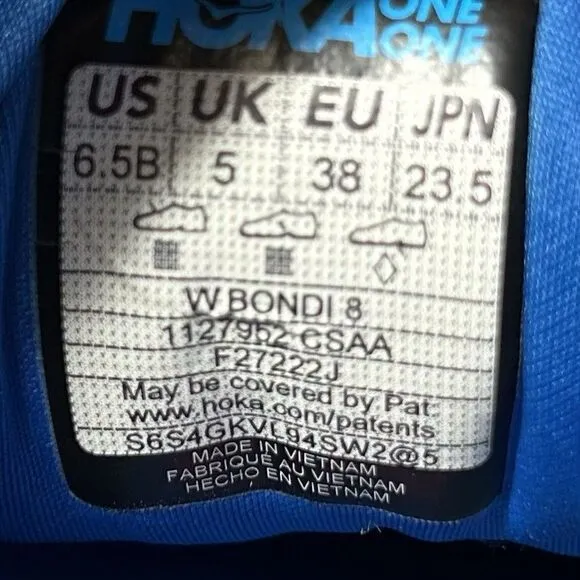 HOKA ONE ONE
US UK EU JPN
6.5B 5 38 23.5
W BONDI 8
1127952 CSAA
F27222J
May be covered by Pat.
www.hoka.com/patents
S6S4GKVL94SW2@5
MADE IN VIETNAM
FABRIQUÉ AU VIETNAM
HECHO EN VIETNAM